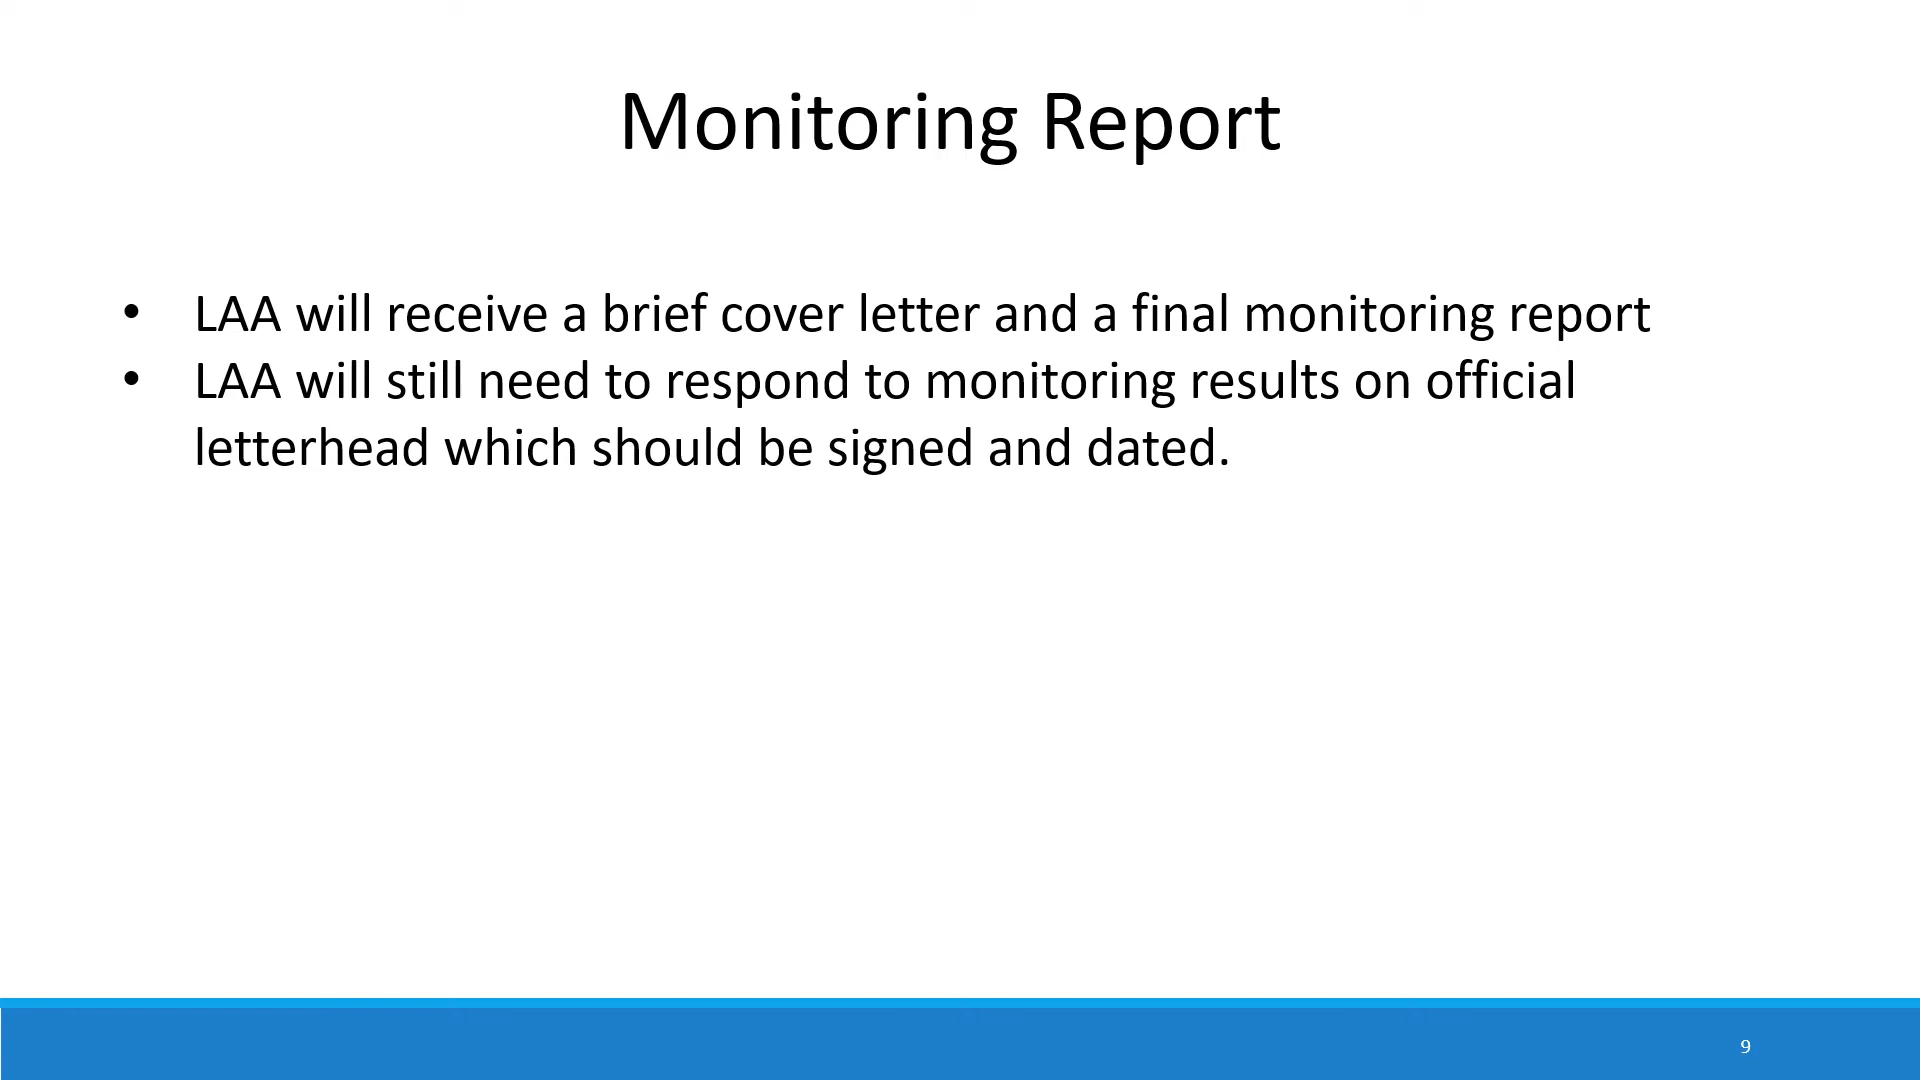 Monitoring Report
• LAA will receive a brief cover letter and a final monitoring report
• LAA will still need to respond to monitoring results on official
letterhead which should be signed and dated.
9